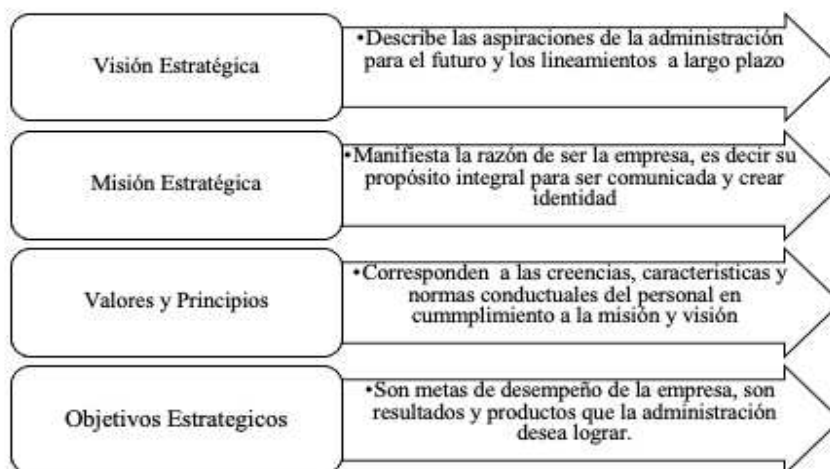 Visión Estratégica
•Describe las aspiraciones de la administración
para el futuro y los lineamientos a largo plazo
Misión Estratégica
•Manifiesta la razón de ser la empresa, es decir su
propósito integral para ser comunicada y crear
identidad
Valores y Principios
•Corresponden a las creencias, características y
normas conductuales del personal en
cummplimiento a la misión y visión
Objetivos Estrategicos
•Son metas de desempeño de la empresa, son
resultados y productos que la administración
desea lograr.